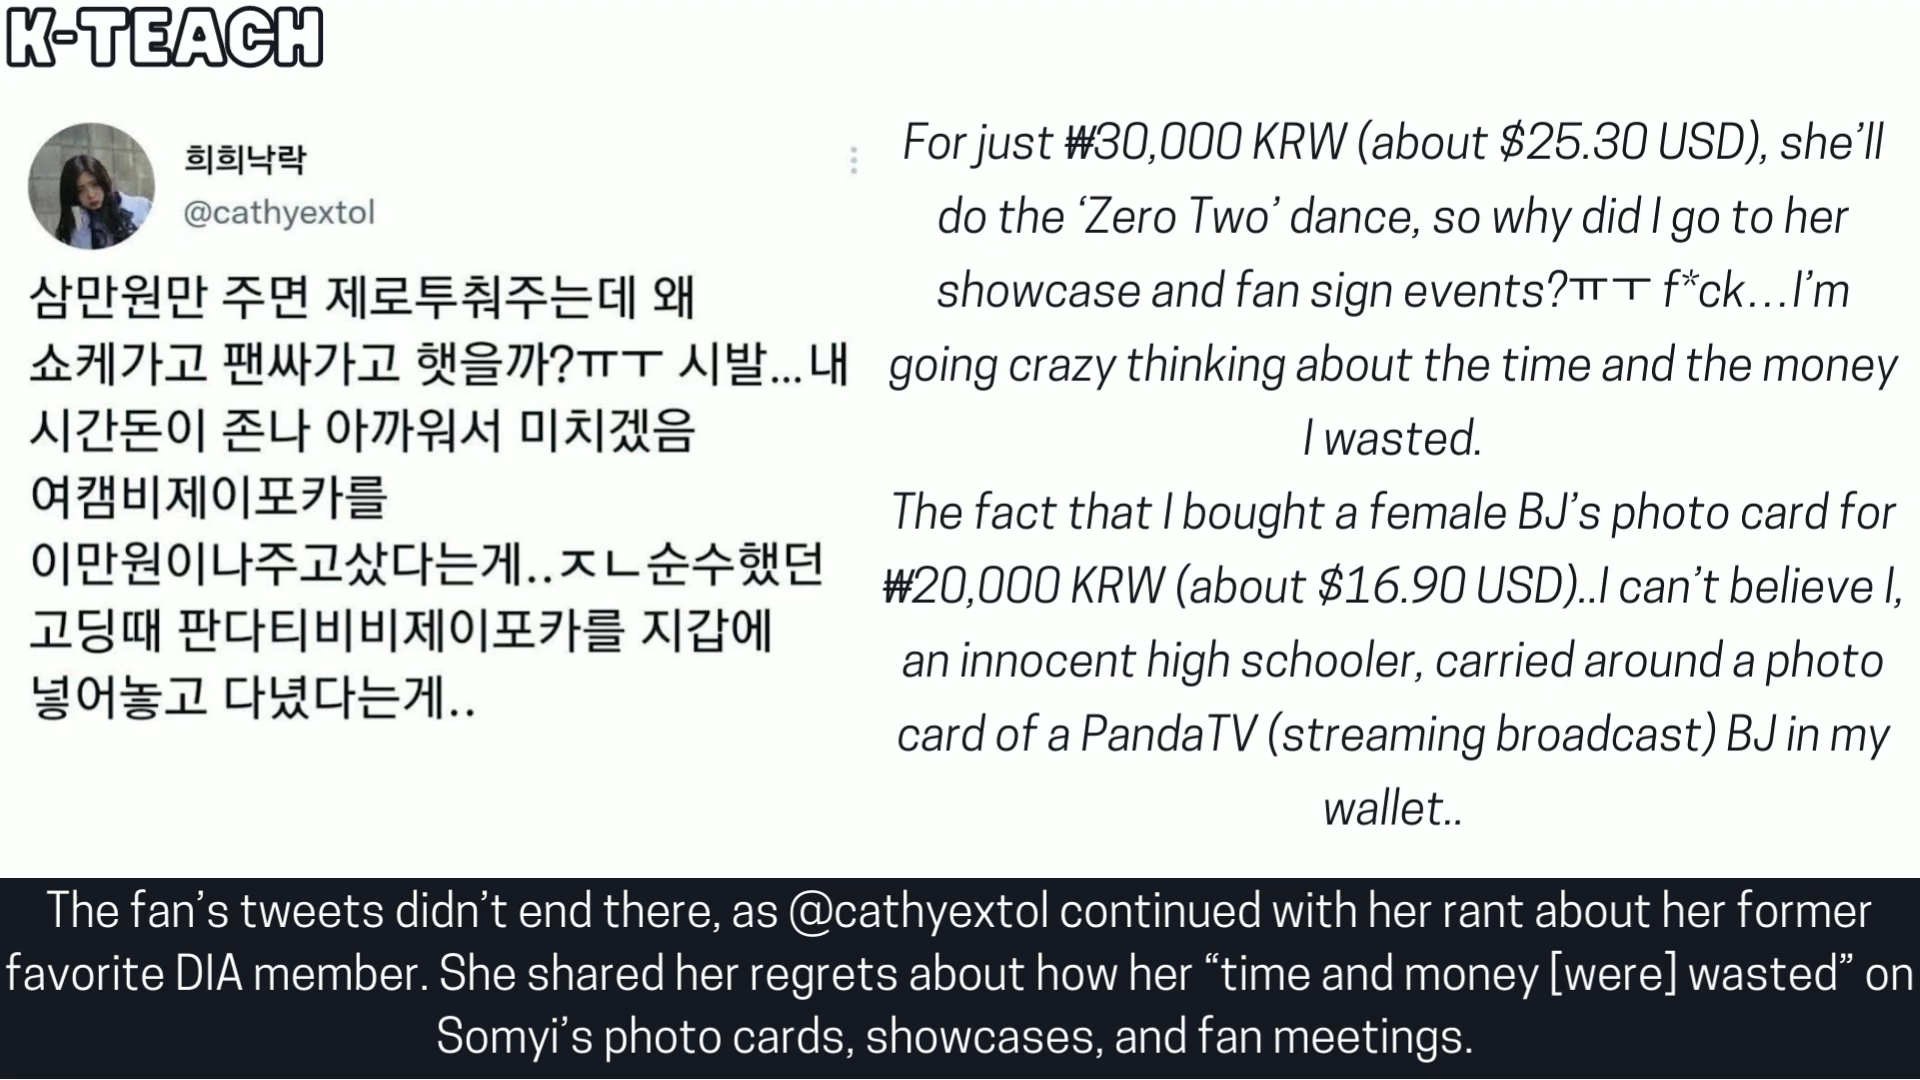 K-TEACH
희희낙락
@cathyextol
삼만원만 주면 제로투춰주는데 왜
쇼케가고 팬싸가고 햇을까?ㅠㅜ 시발...내
시간돈이 존나 아까워서 미치겠음
여캠비제이포카를
이만원이나주고샀다는게..ㅈㄴ순수했던
고딩때 판다티비비제이포카를 지갑에
넣어놓고 다녔다는게..
For just ₩30,000 KRW (about $25.30 USD), she’ll
do the ‘Zero Two’ dance, so why did I go to her
showcase and fan sign events?ㅠㅜ f*ck...I’m
going crazy thinking about the time and the money
I wasted.
The fact that I bought a female BJ’s photo card for
₩20,000 KRW (about $16.90 USD)..I can’t believe I,
an innocent high schooler, carried around a photo
card of a PandaTV (streaming broadcast) BJ in my
wallet..
The fan’s tweets didn’t end there, as @cathyextol continued with her rant about her former
favorite DIA member. She shared her regrets about how her “time and money [were] wasted” on
Somyi’s photo cards, showcases, and fan meetings.